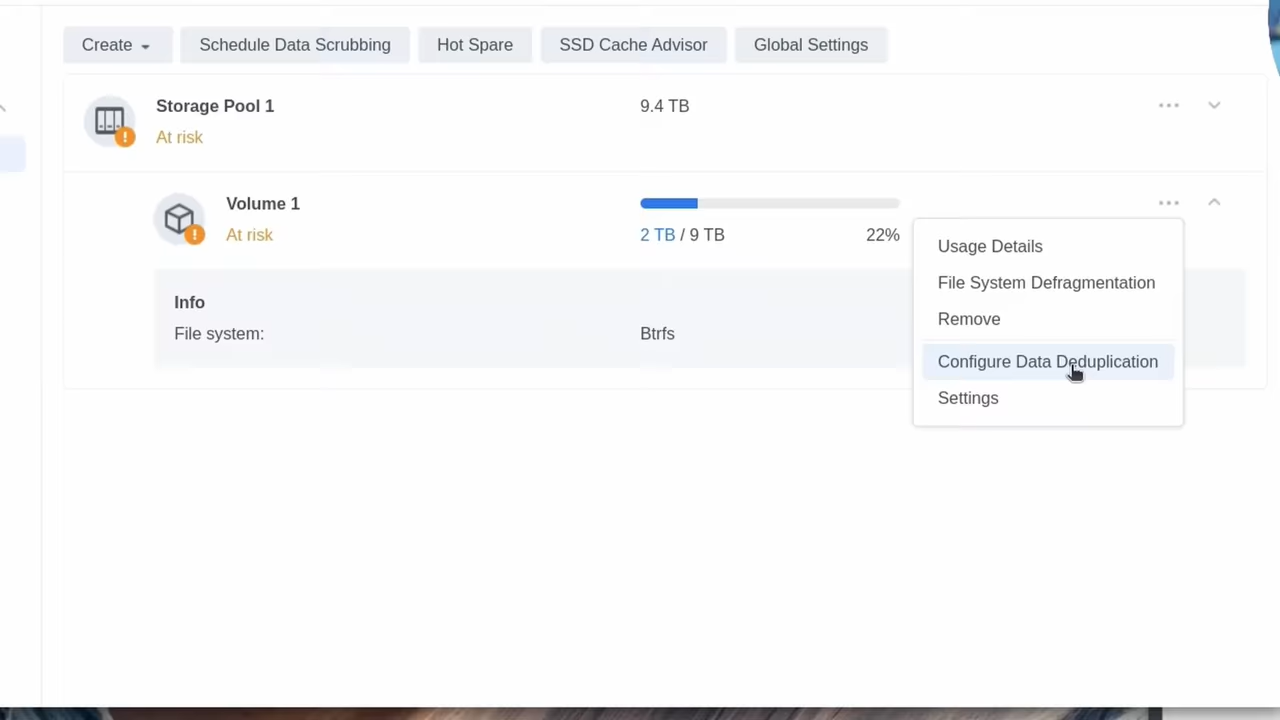 Create
Schedule Data Scrubbing
Hot Spare
SSD Cache Advisor
Global Settings
Storage Pool 1
9.4 TB
At risk
Volume 1
At risk
2 TB / 9 TB
22%
Info
File system:
Btrfs
Usage Details
File System Defragmentation
Remove
Configure Data Deduplication
Settings